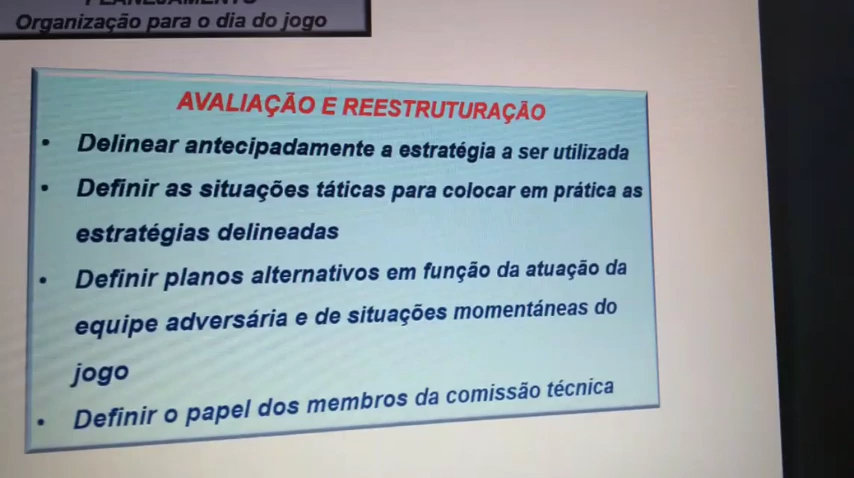 PLANEJAMENTO
Organização para o dia do jogo
AVALIAÇÃO E REESTRUTURAÇÃO
• Delinear antecipadamente a estratégia a ser utilizada
• Definir as situações táticas para colocar em prática as
estratégias delineadas
• Definir planos alternativos em função da atuação da
equipe adversária e de situações momentáneas do
jogo
• Definir o papel dos membros da comissão técnica